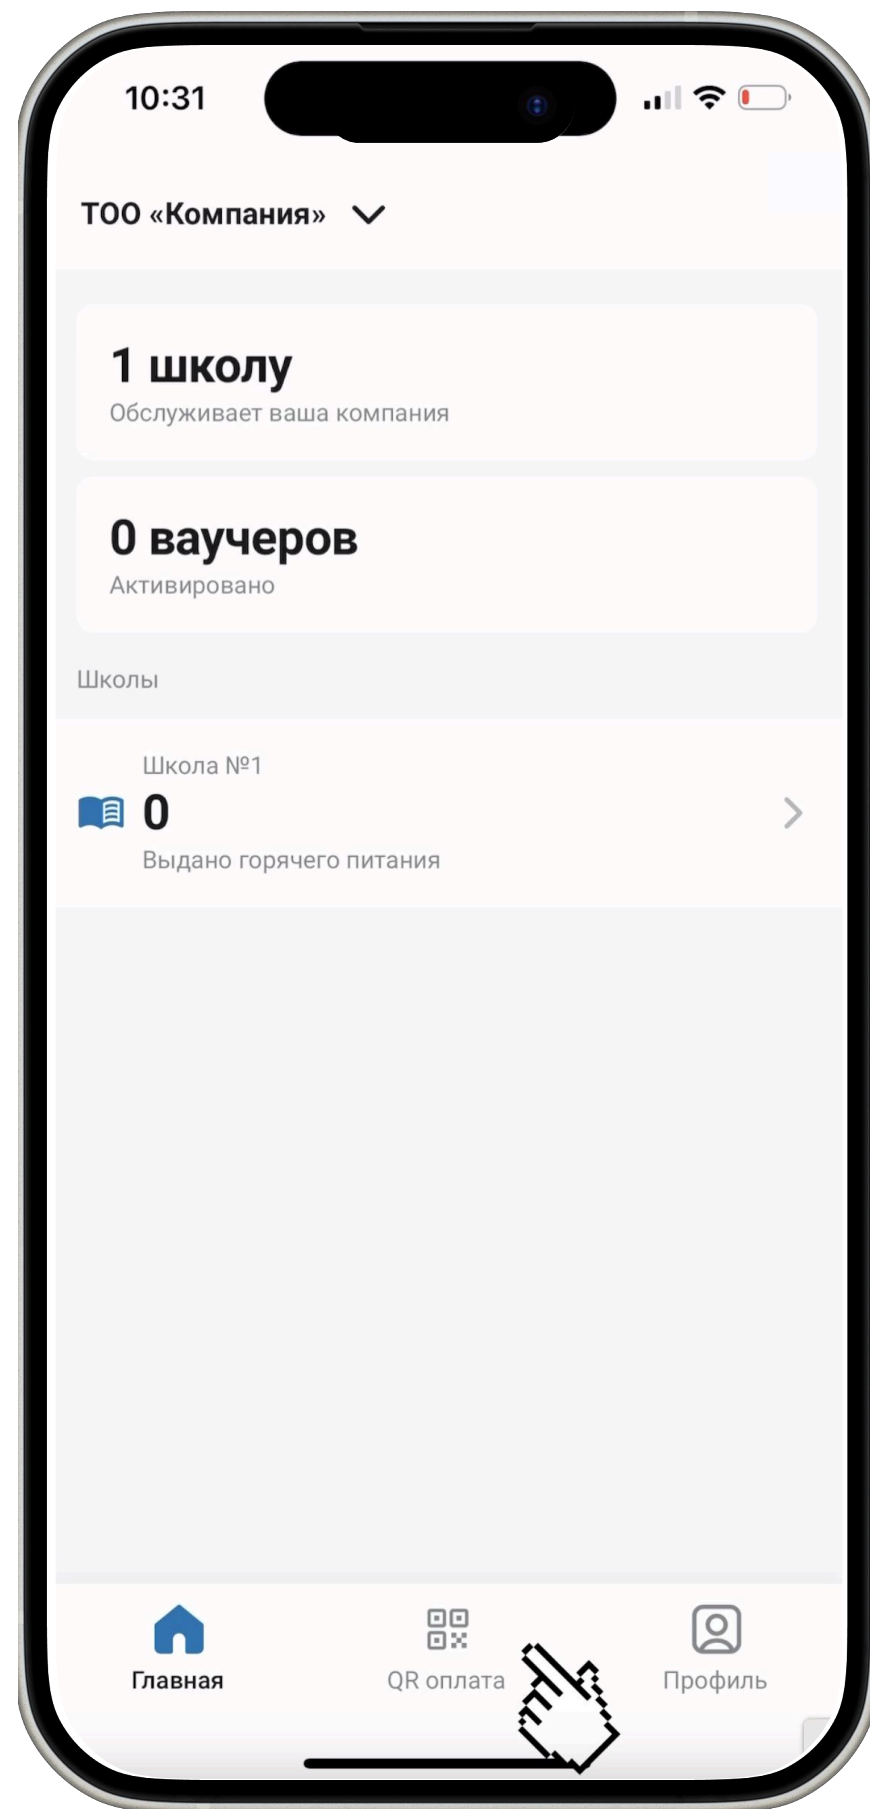 10:31
ТОО «Компания»
1 школу
Обслуживает ваша компания
0 ваучеров
Активировано
Школы
Школа №1
0
Выдано горячего питания
Главная
QR оплата
Профиль